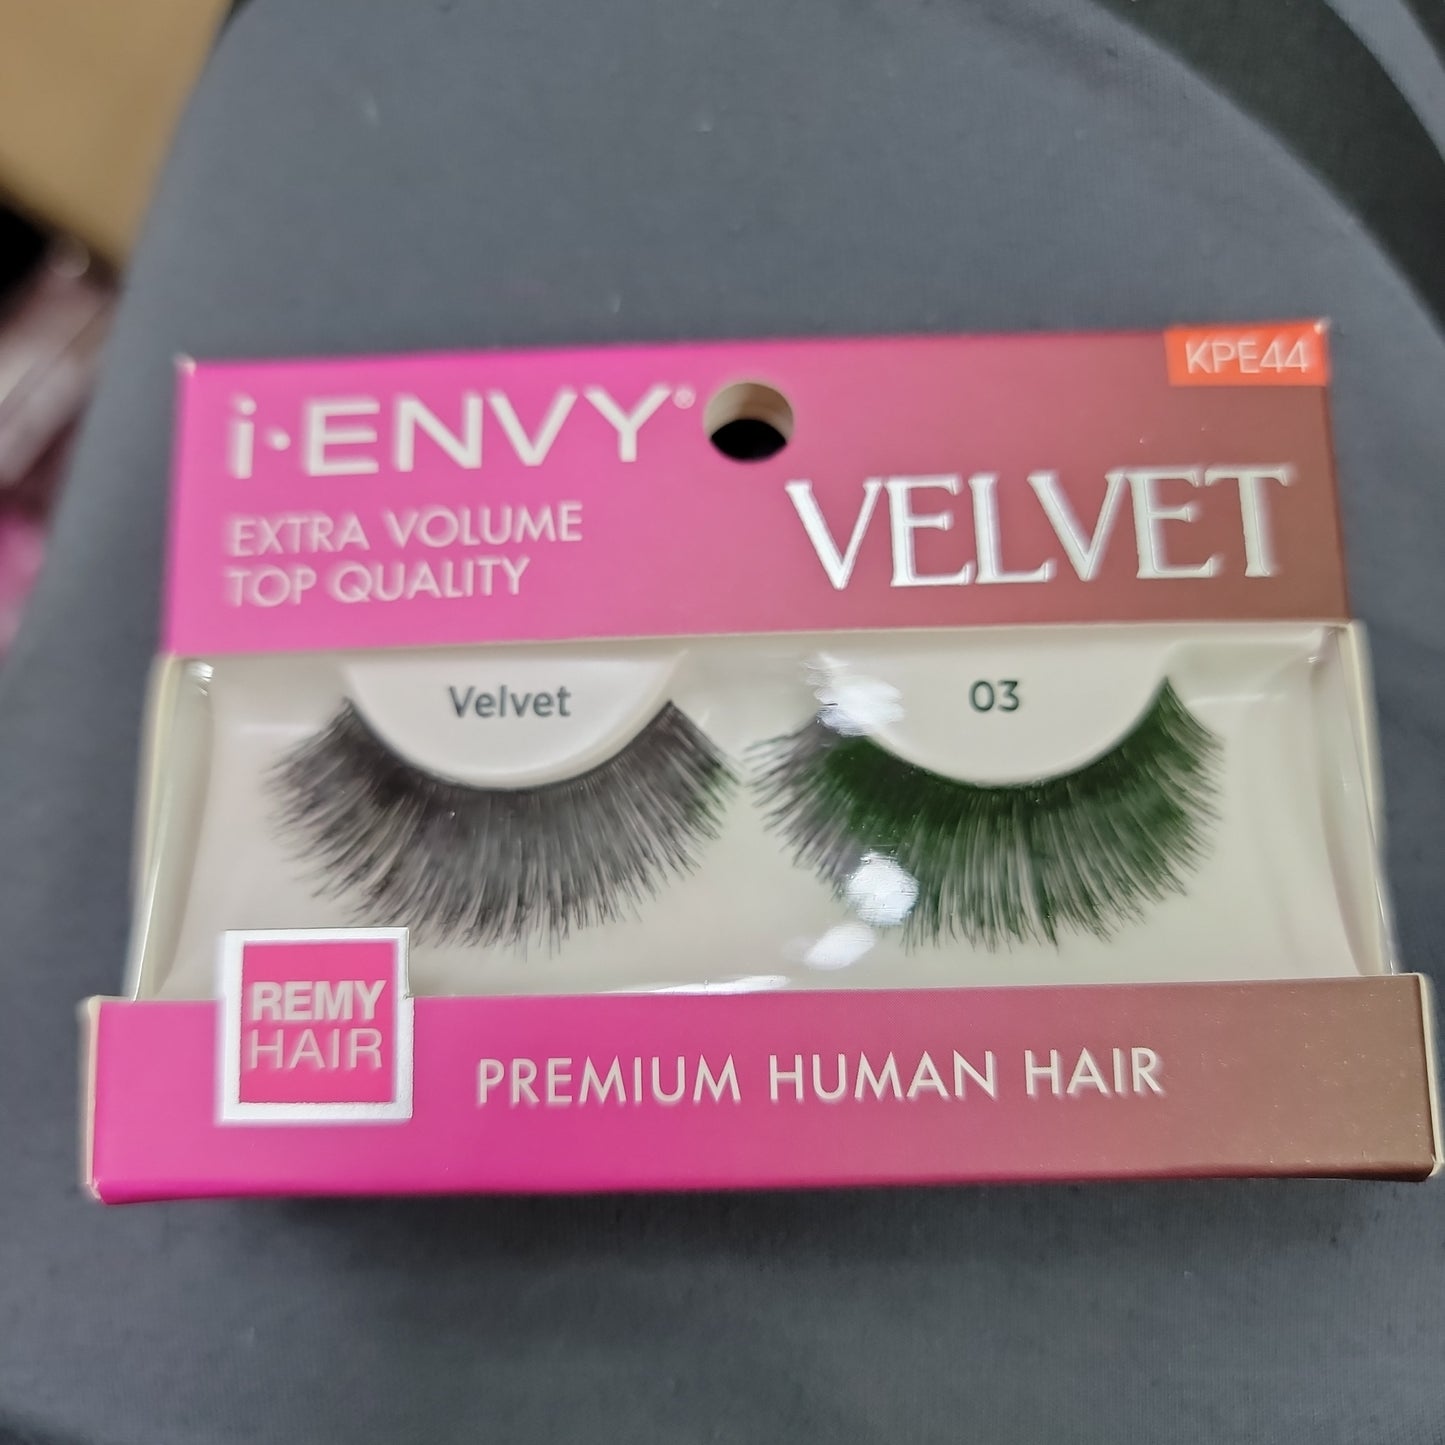 KPE44
i·ENVY®
EXTRA VOLUME
TOP QUALITY
VELVET
Velvet
03
REMY
HAIR
PREMIUM HUMAN HAIR